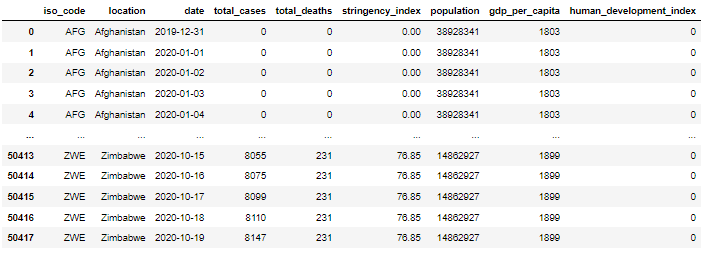 iso_code location date total_cases total_deaths stringency_index population gdp_per_capita human_development_index
0 AFG Afghanistan 2019-12-31 0 0 0.00 38928341 1803 0
1 AFG Afghanistan 2020-01-01 0 0 0.00 38928341 1803 0
2 AFG Afghanistan 2020-01-02 0 0 0.00 38928341 1803 0
3 AFG Afghanistan 2020-01-03 0 0 0.00 38928341 1803 0
4 AFG Afghanistan 2020-01-04 0 0 0.00 38928341 1803 0
... ... ... ... ... ... ... ... ... ...
50413 ZWE Zimbabwe 2020-10-15 8055 231 76.85 14862927 1899 0
50414 ZWE Zimbabwe 2020-10-16 8075 231 76.85 14862927 1899 0
50415 ZWE Zimbabwe 2020-10-17 8099 231 76.85 14862927 1899 0
50416 ZWE Zimbabwe 2020-10-18 8110 231 76.85 14862927 1899 0
50417 ZWE Zimbabwe 2020-10-19 8147 231 76.85 14862927 1899 0